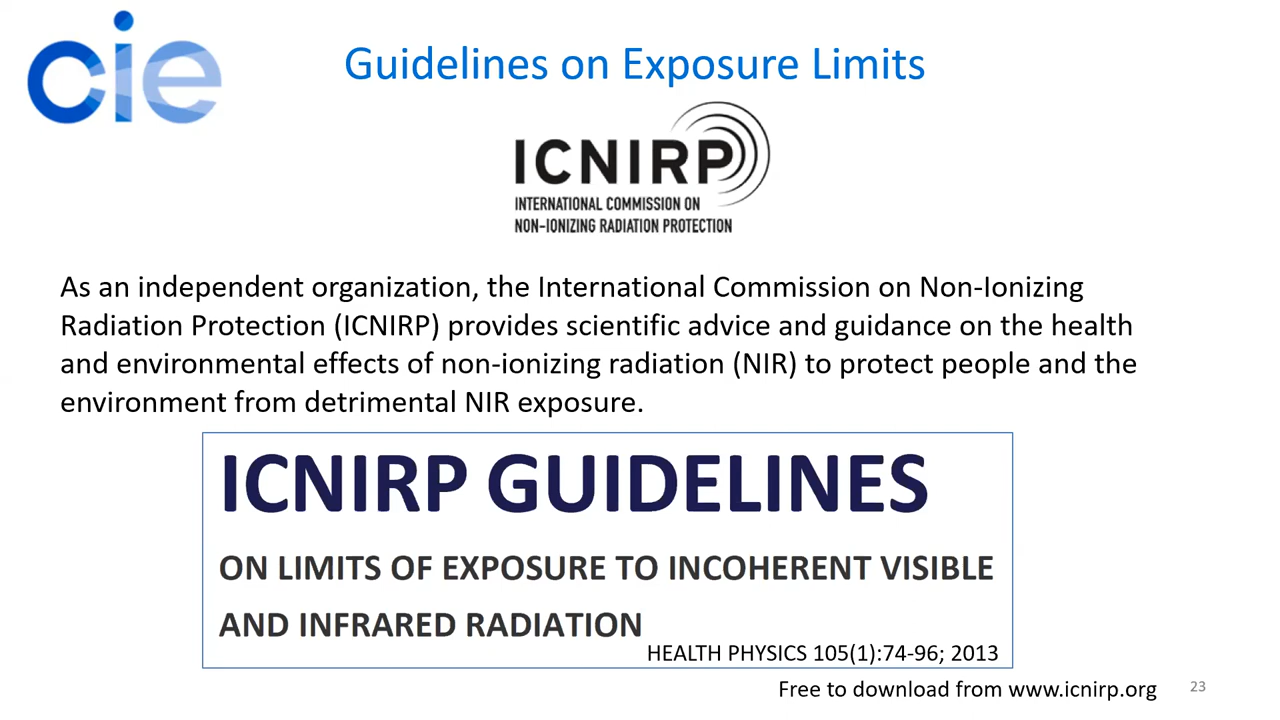 cie
Guidelines on Exposure Limits
ICNIRP
INTERNATIONAL COMMISSION ON
NON-IONIZING RADIATION PROTECTION
As an independent organization, the International Commission on Non-Ionizing
Radiation Protection (ICNIRP) provides scientific advice and guidance on the health
and environmental effects of non-ionizing radiation (NIR) to protect people and the
environment from detrimental NIR exposure.
ICNIRP GUIDELINES
ON LIMITS OF EXPOSURE TO INCOHERENT VISIBLE
AND INFRARED RADIATION
HEALTH PHYSICS 105(1):74-96; 2013
Free to download from www.icnirp.org
23